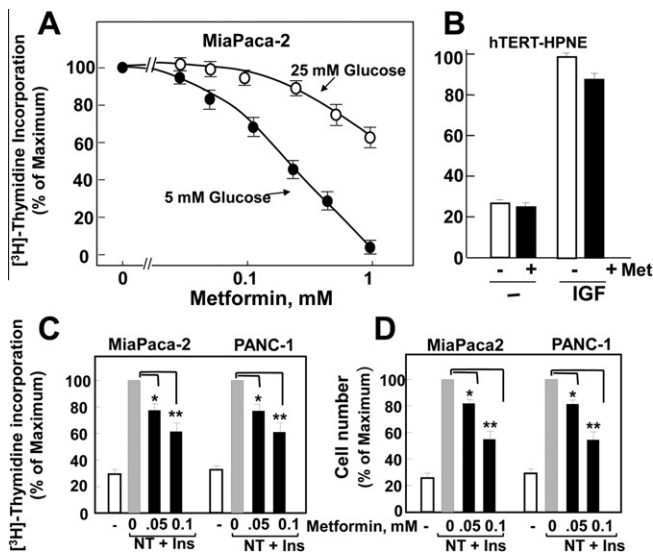 A
MiaPaca-2
[³H]-Thymidine Incorporation
(% of Maximum)
100
80
60
40
20
0
25 mM Glucose
5 mM Glucose
0 0.1 1
Metformin, mM
B
hTERT-HPNE
100
80
60
40
20
0
- + - + Met
– IGF
C
MiaPaca-2 PANC-1
[³H]-Thymidine incorporation
(% of Maximum)
100
80
60
40
20
0
* ** * **
- 0 .05 0.1 - 0 .05 0.1
NT + Ins NT + Ins
Metformin, mM
D
MiaPaca2 PANC-1
Cell number
(% of Maximum)
100
80
60
40
20
0
* ** * **
- 0 .05 0.1 - 0 .05 0.1
NT + Ins NT + Ins